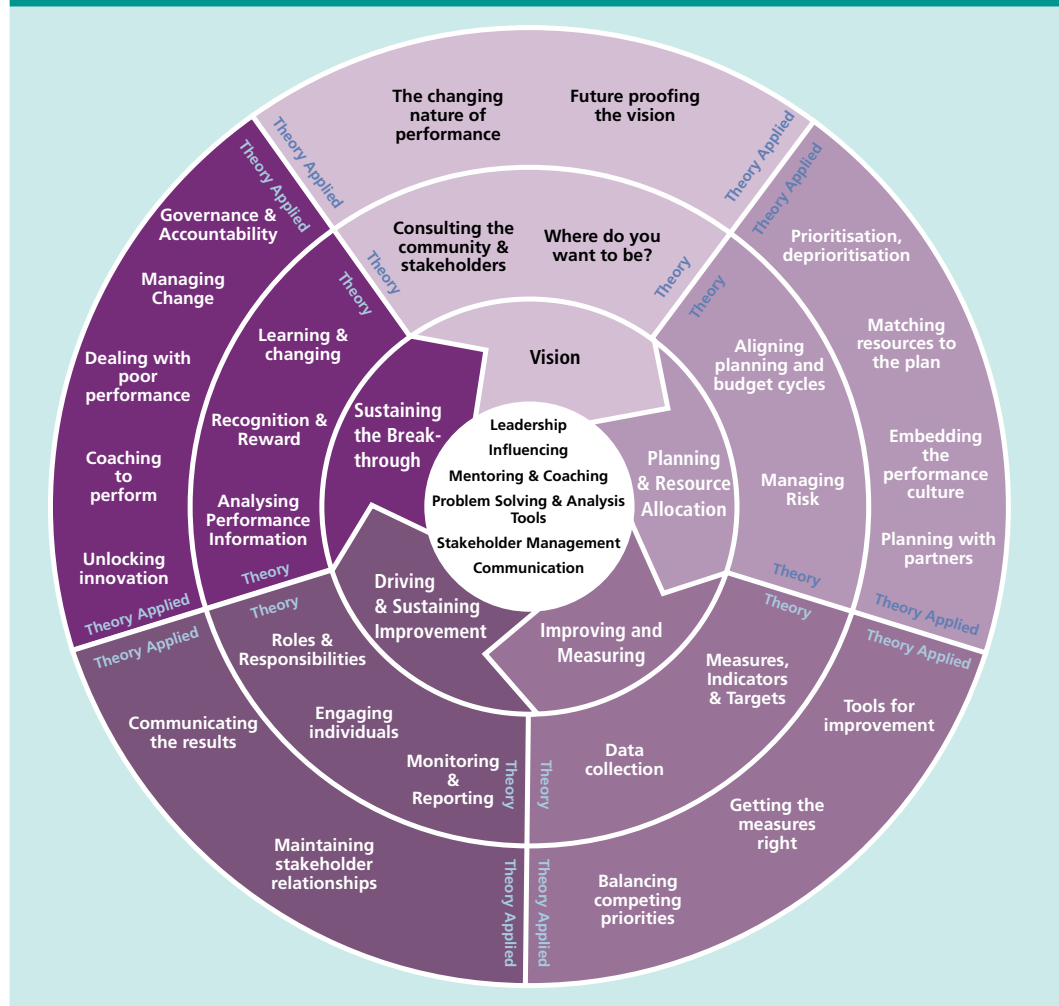 The changing
nature of
performance
Future proofing
the vision
Theory Applied
Theory Applied
Consulting the
community &
stakeholders
Where do you
want to be?
Theory
Theory
Vision
Theory Applied
Prioritisation,
deprioritisation
Matching
resources to
the plan
Embedding
the
performance
culture
Planning with
partners
Theory Applied
Theory
Aligning
planning and
budget cycles
Managing
Risk
Theory
Planning
& Resource
Allocation
Theory Applied
Tools for
improvement
Getting the
measures
right
Balancing
competing
priorities
Theory Applied
Theory
Measures,
Indicators
& Targets
Data
collection
Theory
Improving and
Measuring
Theory Applied
Communicating
the results
Maintaining
stakeholder
relationships
Theory Applied
Theory
Roles &
Responsibilities
Engaging
individuals
Monitoring
&
Reporting
Theory
Driving
& Sustaining
Improvement
Theory Applied
Governance &
Accountability
Managing
Change
Dealing with
poor
performance
Coaching
to
perform
Unlocking
innovation
Theory Applied
Theory
Learning &
changing
Recognition &
Reward
Analysing
Performance
Information
Theory
Sustaining
the Break-
through
Leadership
Influencing
Mentoring & Coaching
Problem Solving & Analysis
Tools
Stakeholder Management
Communication